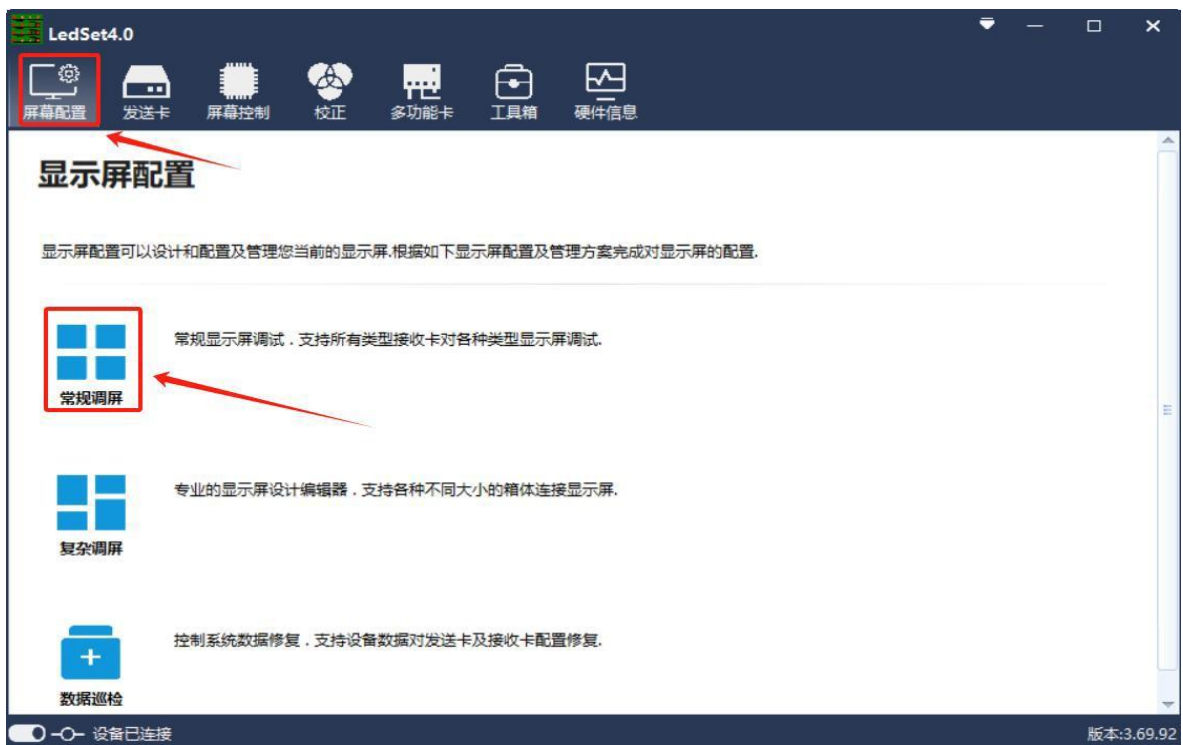 LedSet4.0
屏幕配置 发送卡 屏幕控制 校正 多功能卡 工具箱 硬件信息
显示屏配置
显示屏配置可以设计和配置及管理您当前的显示屏.根据如下显示屏配置及管理方案完成对显示屏的配置.
常规显示屏调试 . 支持所有类型接收卡对各种类型显示屏调试.
常规调屏
专业的显示屏设计编辑器 . 支持各种不同大小的箱体连接显示屏.
复杂调屏
控制系统数据修复 . 支持设备数据对发送卡及接收卡配置修复.
数据巡检
设备已连接 版本:3.69.92